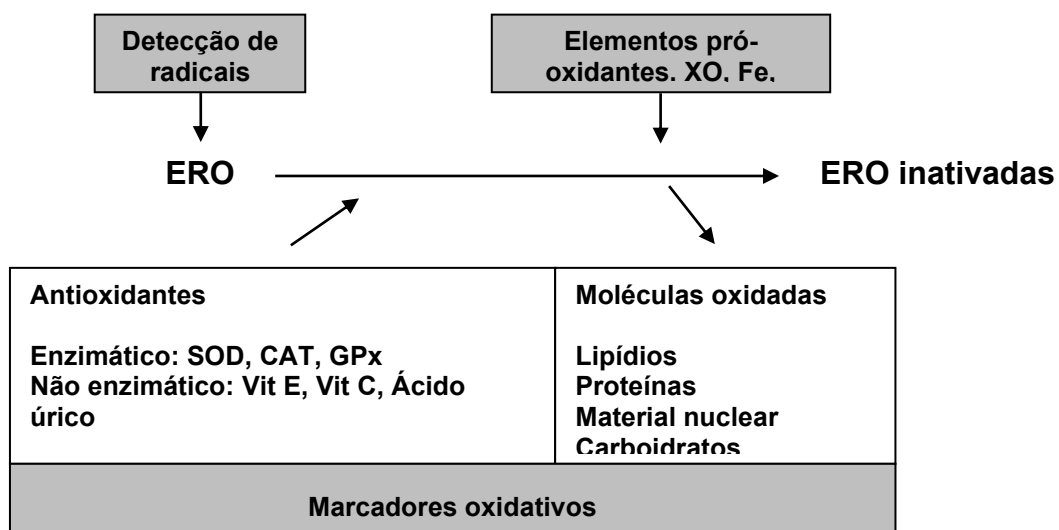 Detecção de
radicais
Elementos pró-
oxidantes. XO, Fe,
ERO
ERO inativadas
Antioxidantes
Enzimático: SOD, CAT, GPx
Não enzimático: Vit E, Vit C, Ácido
úrico
Moléculas oxidadas
Lipídios
Proteínas
Material nuclear
Carboidratos
Marcadores oxidativos